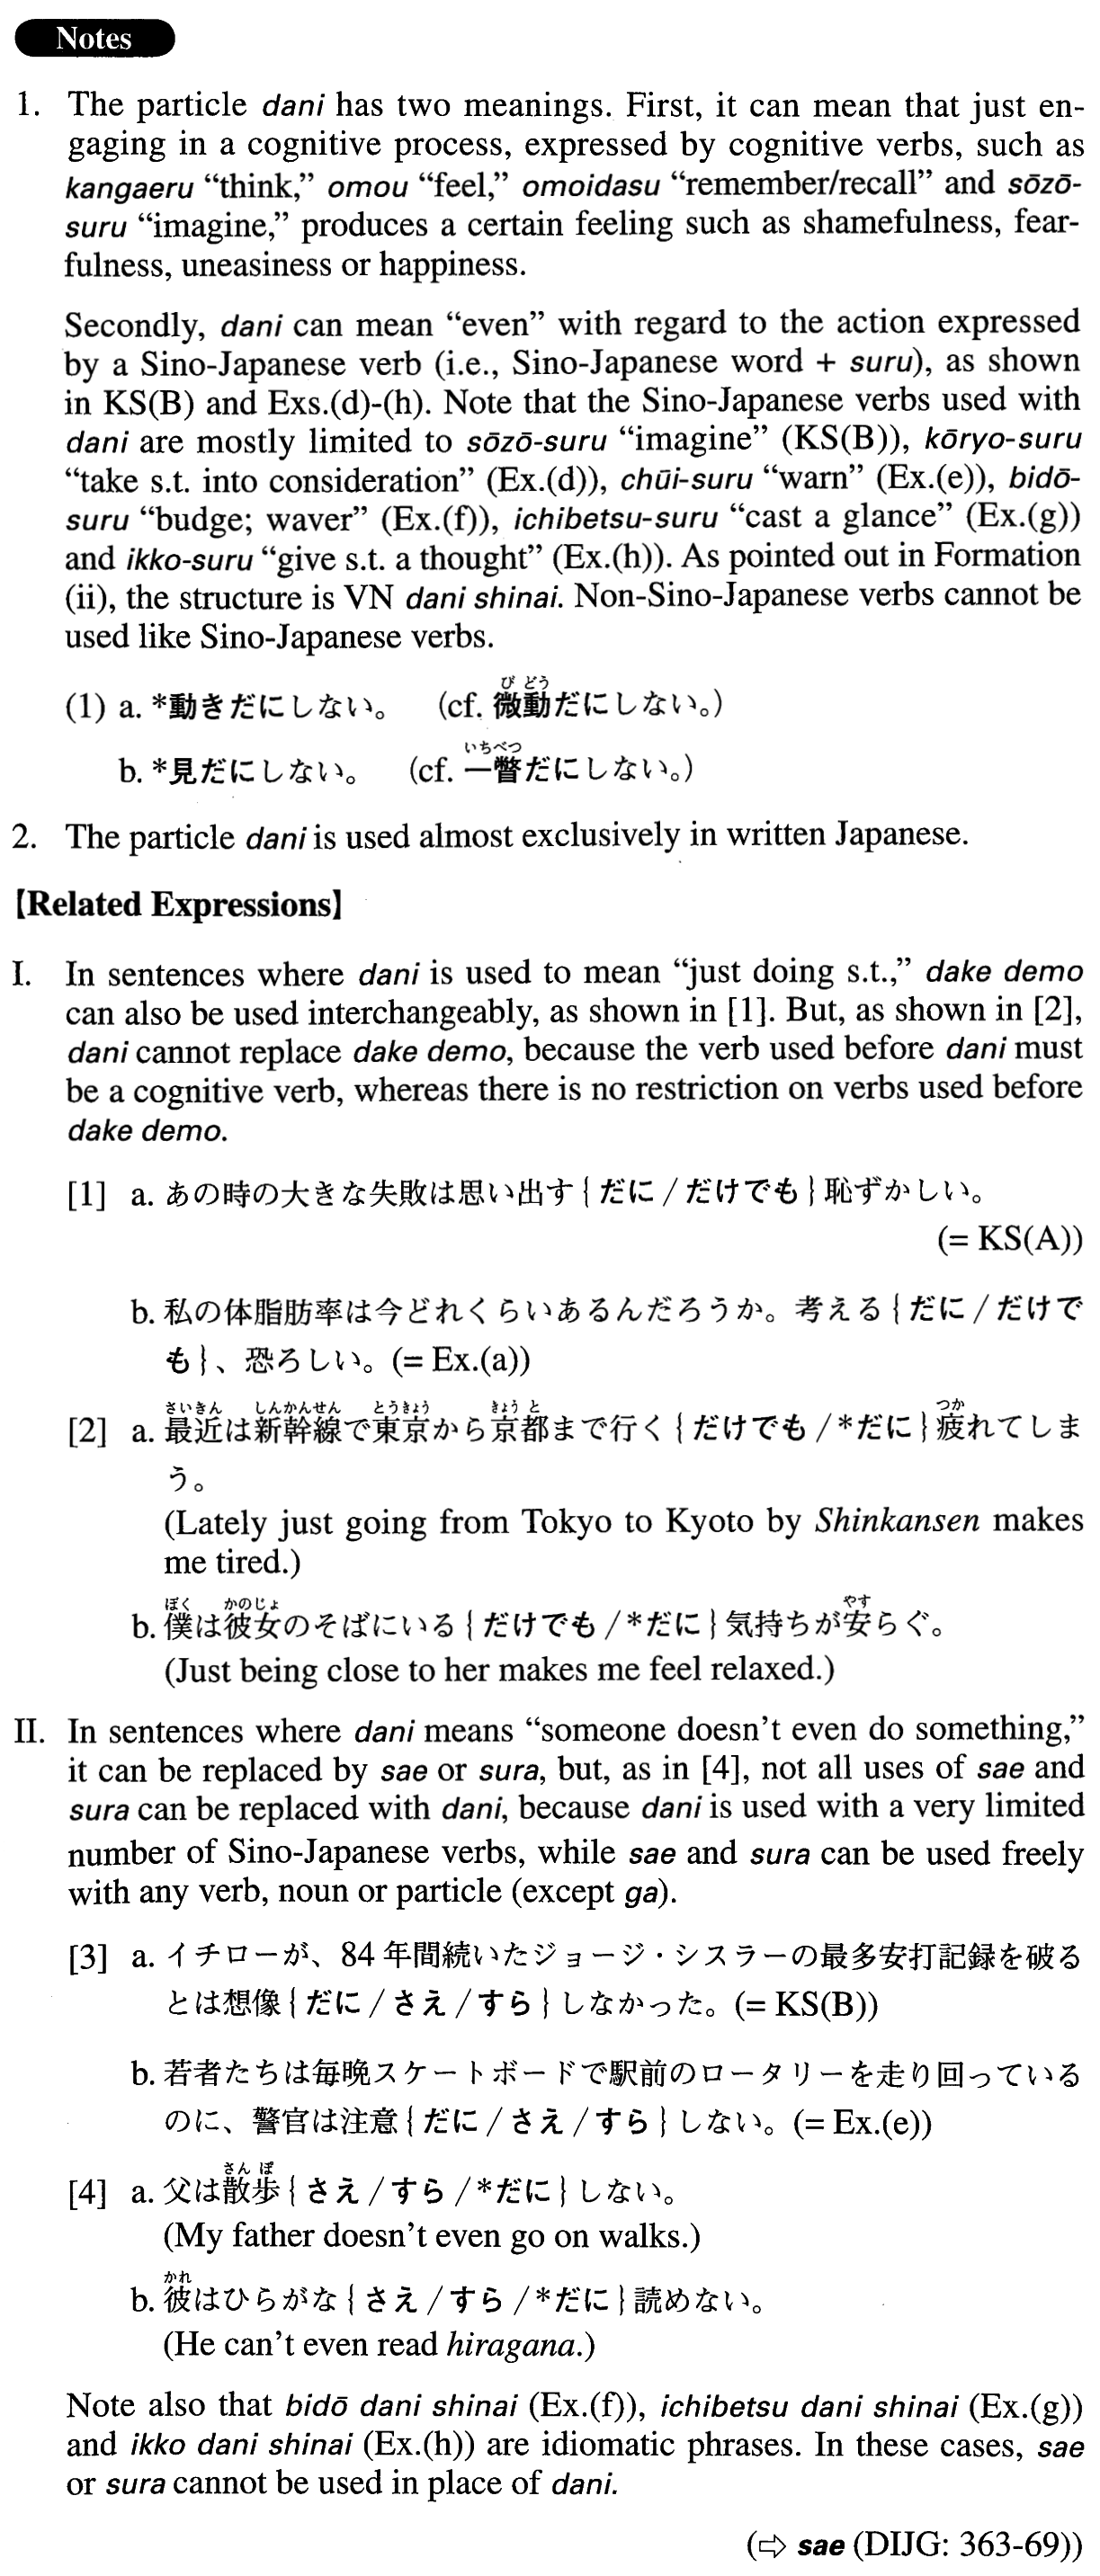 Notes
1. The particle dani has two meanings. First, it can mean that just en-
gaging in a cognitive process, expressed by cognitive verbs, such as
kangaeru “think,” omou “feel,” omoidasu “remember/recall” and sōzō-
suru “imagine,” produces a certain feeling such as shamefulness, fear-
fulness, uneasiness or happiness.
Secondly, dani can mean “even” with regard to the action expressed
by a Sino-Japanese verb (i.e., Sino-Japanese word + suru), as shown
in KS(B) and Exs.(d)-(h). Note that the Sino-Japanese verbs used with
dani are mostly limited to sōzō-suru “imagine” (KS(B)), kōryo-suru
“take s.t. into consideration” (Ex.(d)), chūi-suru “warn” (Ex.(e)), bidō-
suru “budge; waver” (Ex.(f)), ichibetsu-suru “cast a glance” (Ex.(g))
and ikko-suru “give s.t. a thought” (Ex.(h)). As pointed out in Formation
(ii), the structure is VN dani shinai. Non-Sino-Japanese verbs cannot be
used like Sino-Japanese verbs.
び どう
(1) a. *動きだにしない。 (cf. 微動だにしない。)
いちべつ
b. *見だにしない。 (cf. 一瞥だにしない。)
2. The particle dani is used almost exclusively in written Japanese.
【Related Expressions】
I. In sentences where dani is used to mean “just doing s.t.,” dake demo
can also be used interchangeably, as shown in [1]. But, as shown in [2],
dani cannot replace dake demo, because the verb used before dani must
be a cognitive verb, whereas there is no restriction on verbs used before
dake demo.
[1] a. あの時の大きな失敗は思い出す{だに/だけでも}恥ずかしい。
(= KS(A))
b. 私の体脂肪率は今どれくらいあるんだろうか。考える{だに/だけで
も}、恐ろしい。(= Ex.(a))
さいきん しんかんせん とうきょう きょう と つか
[2] a. 最近は新幹線で東京から京都まで行く{だけでも/*だに}疲れてしま
う。
(Lately just going from Tokyo to Kyoto by Shinkansen makes
me tired.)
ぼく かのじょ やす
b. 僕は彼女のそばにいる{だけでも/*だに}気持ちが安らぐ。
(Just being close to her makes me feel relaxed.)
II. In sentences where dani means “someone doesn’t even do something,”
it can be replaced by sae or sura, but, as in [4], not all uses of sae and
sura can be replaced with dani, because dani is used with a very limited
number of Sino-Japanese verbs, while sae and sura can be used freely
with any verb, noun or particle (except ga).
[3] a. イチローが、84年間続いたジョージ・シスラーの最多安打記録を破る
とは想像{だに/さえ/すら}しなかった。(= KS(B))
b. 若者たちは毎晩スケートボードで駅前のロータリーを走り回っている
のに、警官は注意{だに/さえ/すら}しない。(= Ex.(e))
さん ぽ
[4] a. 父は散歩{さえ/すら/*だに}しない。
(My father doesn’t even go on walks.)
かれ
b. 彼はひらがな{さえ/すら/*だに}読めない。
(He can’t even read hiragana.)
Note also that bidō dani shinai (Ex.(f)), ichibetsu dani shinai (Ex.(g))
and ikko dani shinai (Ex.(h)) are idiomatic phrases. In these cases, sae
or sura cannot be used in place of dani.
(⇨ sae (DIJG: 363-69))